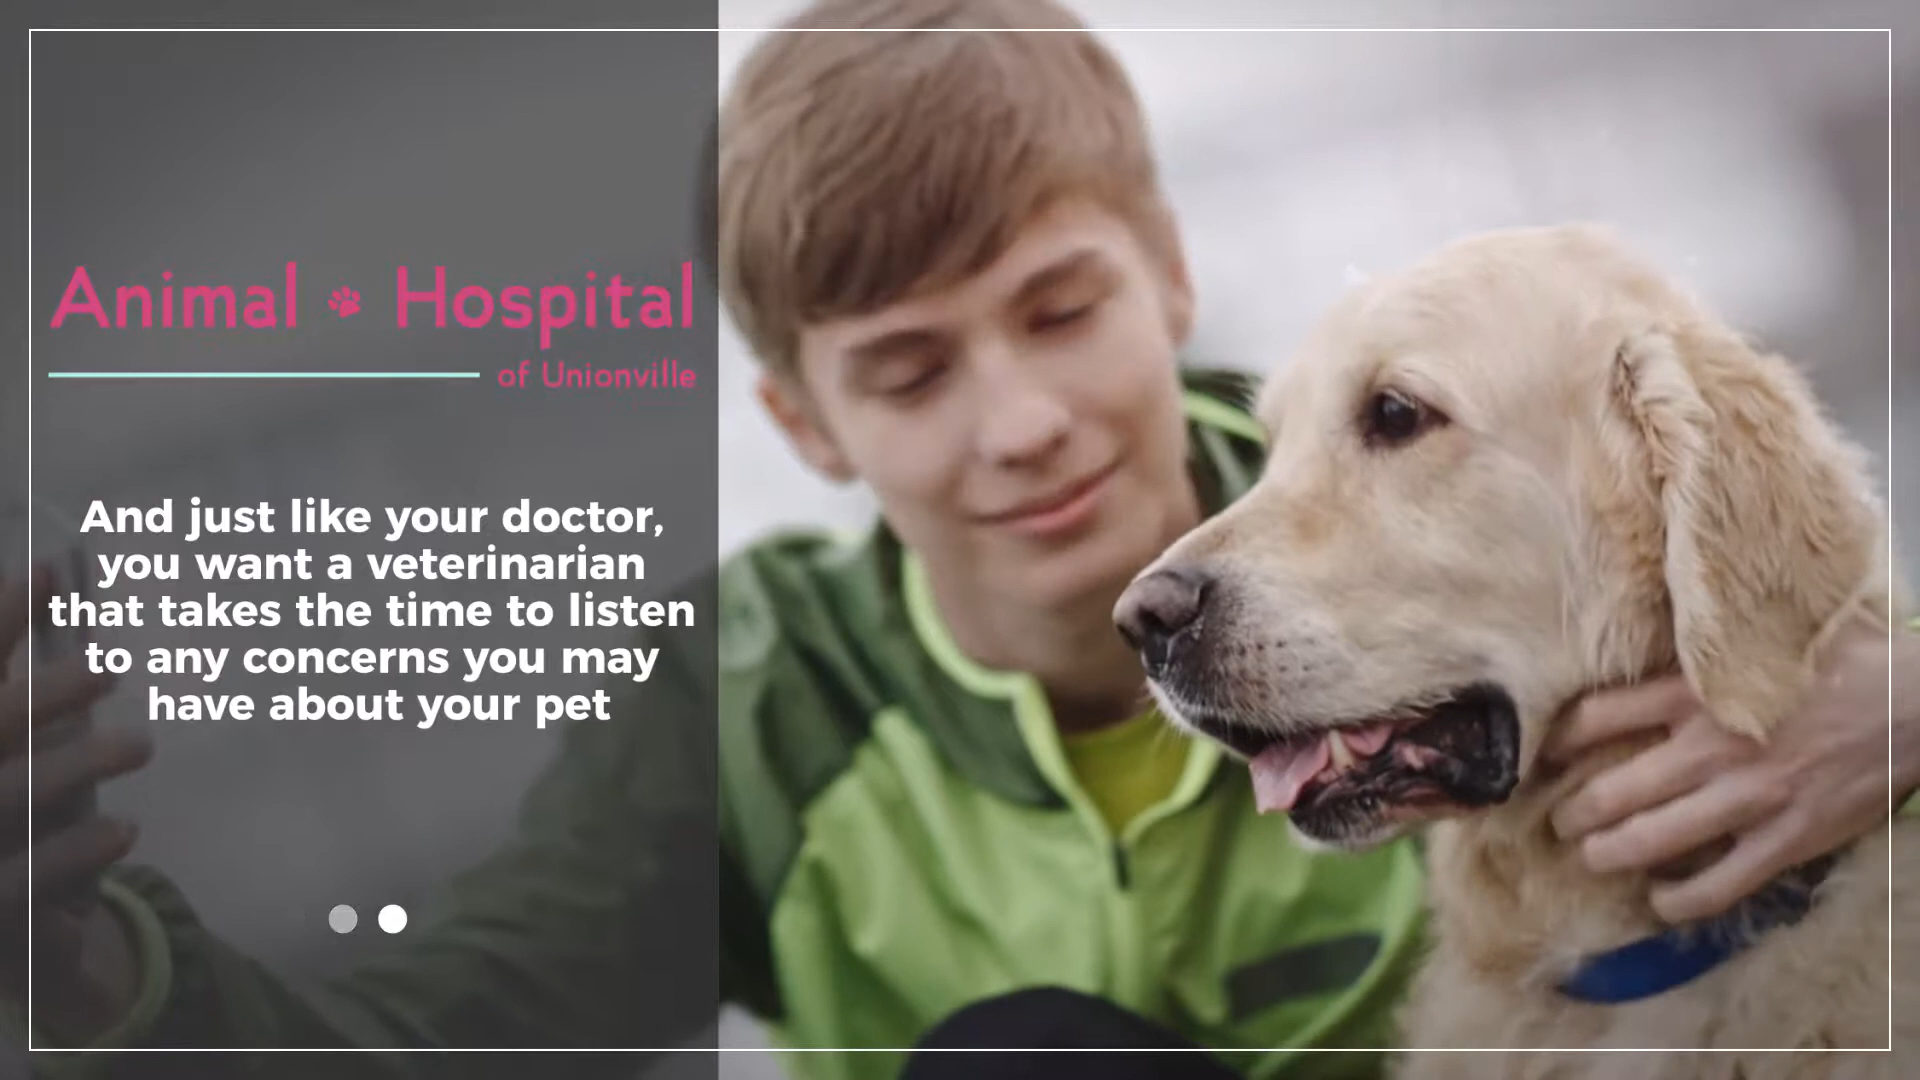 Animal Hospital
of Unionville
And just like your doctor,
you want a veterinarian
that takes the time to listen
to any concerns you may
have about your pet